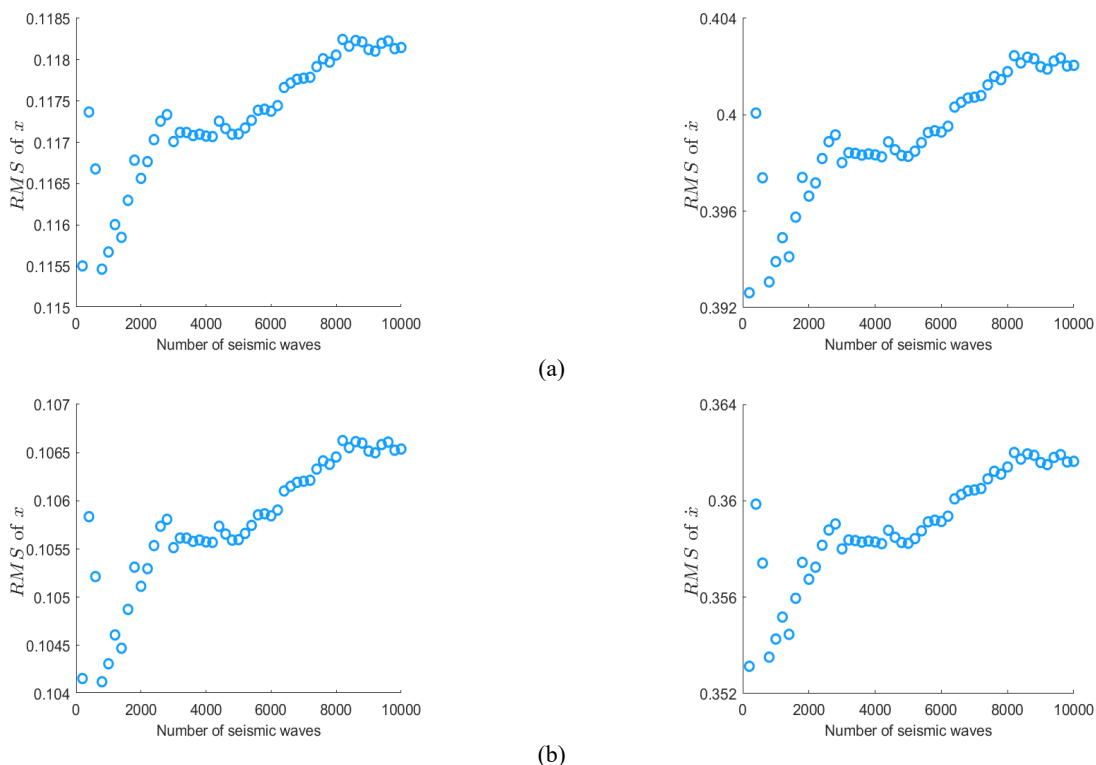 0.1185
0.118
0.1175
0.117
0.1165
0.116
0.1155
0.115
RMS of x
0 2000 4000 6000 8000 10000
Number of seismic waves
0.404
0.4
0.396
0.392
RMS of ẋ
0 2000 4000 6000 8000 10000
Number of seismic waves
(a)
0.107
0.1065
0.106
0.1055
0.105
0.1045
0.104
RMS of x
0 2000 4000 6000 8000 10000
Number of seismic waves
0.364
0.36
0.356
0.352
RMS of ẋ
0 2000 4000 6000 8000 10000
Number of seismic waves
(b)